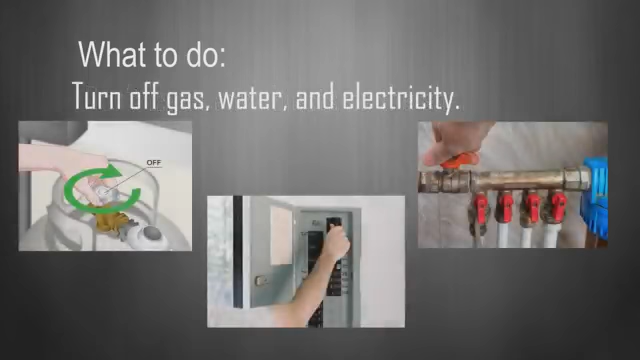 What to do:
Turn off gas, water, and electricity.
OFF